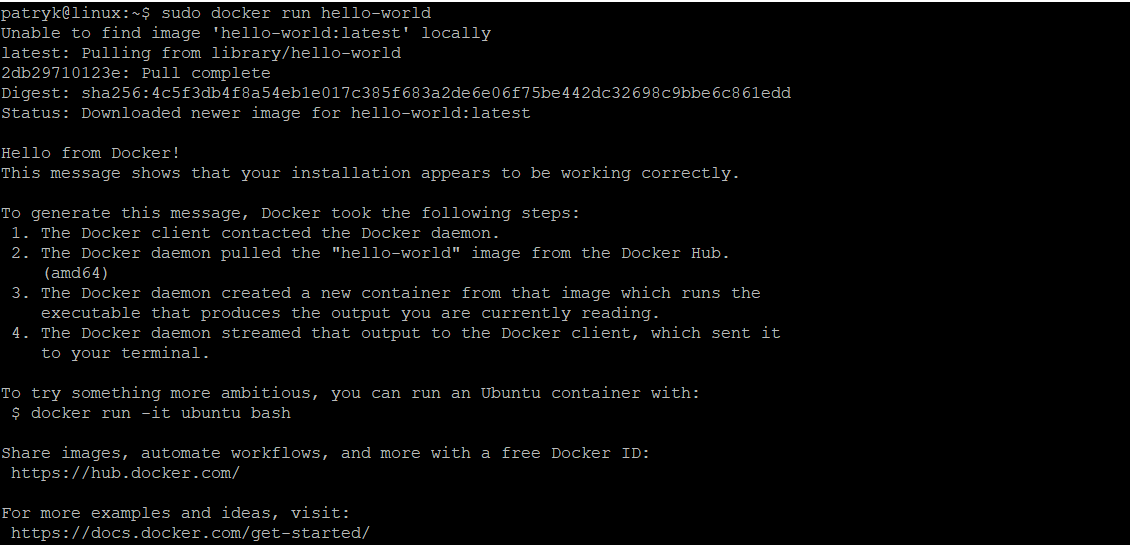 patryk@linux:~$ sudo docker run hello-world
Unable to find image 'hello-world:latest' locally
latest: Pulling from library/hello-world
2db29710123e: Pull complete
Digest: sha256:4c5f3db4f8a54eb1e017c385f683a2de6e06f75be442dc32698c9bbe6c861edd
Status: Downloaded newer image for hello-world:latest

Hello from Docker!
This message shows that your installation appears to be working correctly.

To generate this message, Docker took the following steps:
 1. The Docker client contacted the Docker daemon.
 2. The Docker daemon pulled the "hello-world" image from the Docker Hub.
    (amd64)
 3. The Docker daemon created a new container from that image which runs the
    executable that produces the output you are currently reading.
 4. The Docker daemon streamed that output to the Docker client, which sent it
    to your terminal.

To try something more ambitious, you can run an Ubuntu container with:
 $ docker run -it ubuntu bash

Share images, automate workflows, and more with a free Docker ID:
 https://hub.docker.com/

For more examples and ideas, visit:
 https://docs.docker.com/get-started/